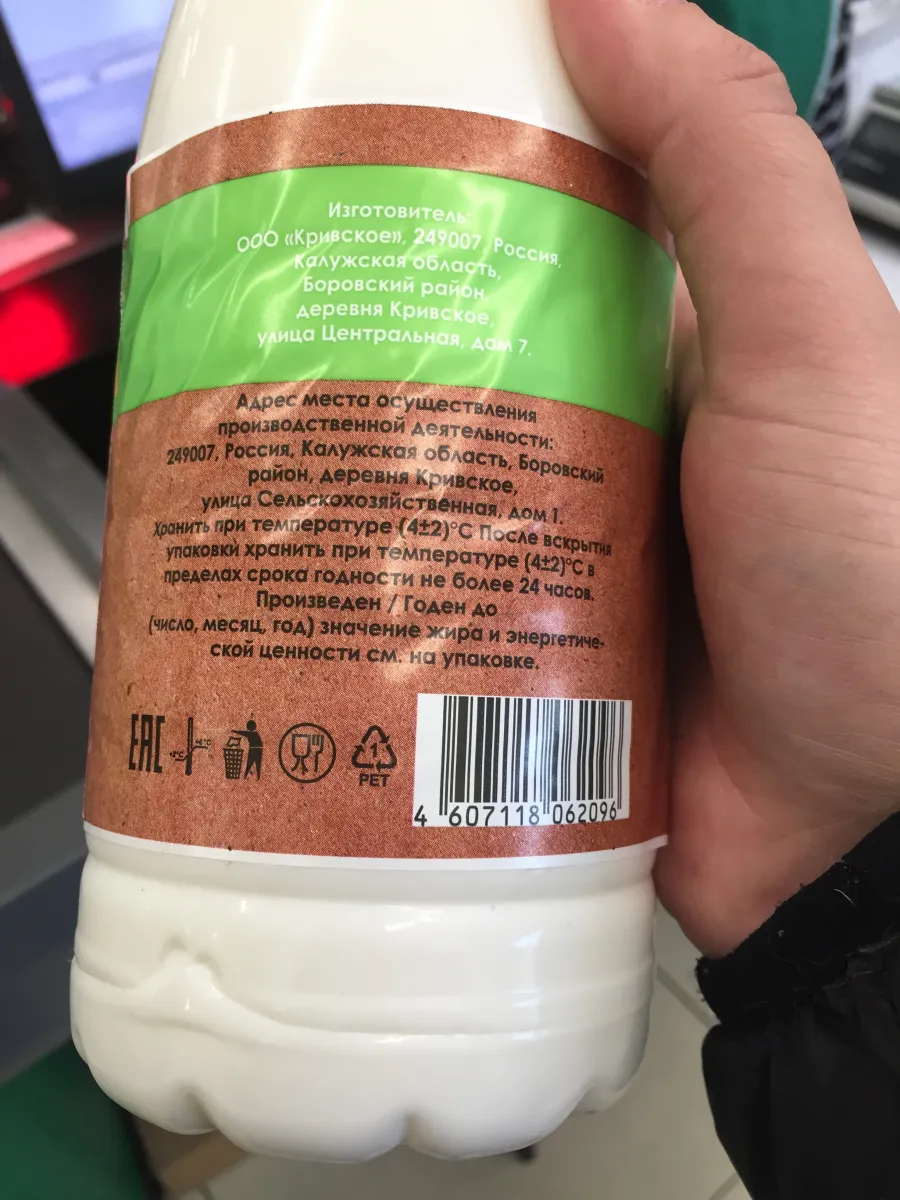 Изготовитель:
ООО «Кривское», 249007, Россия,
Калужская область,
Боровский район,
деревня Кривское,
улица Центральная, дом 7.
Адрес места осуществления
производственной деятельности:
249007, Россия, Калужская область, Боровский
район, деревня Кривское,
улица Сельскохозяйственная, дом 1.
Хранить при температуре (4±2)°С После вскрытия
упаковки хранить при температуре (4±2)°С в
пределах срока годности не более 24 часов.
Произведен / Годен до
(число, месяц, год) значение жира и энергетиче-
ской ценности см. на упаковке.
ЕАС
1
PET
4 607118 062096